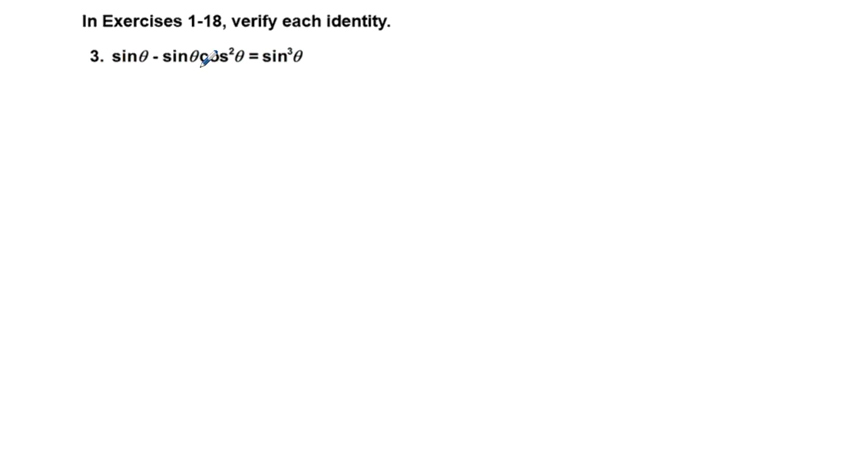 In Exercises 1-18, verify each identity.
3. sinθ - sinθcos²θ = sin³θ